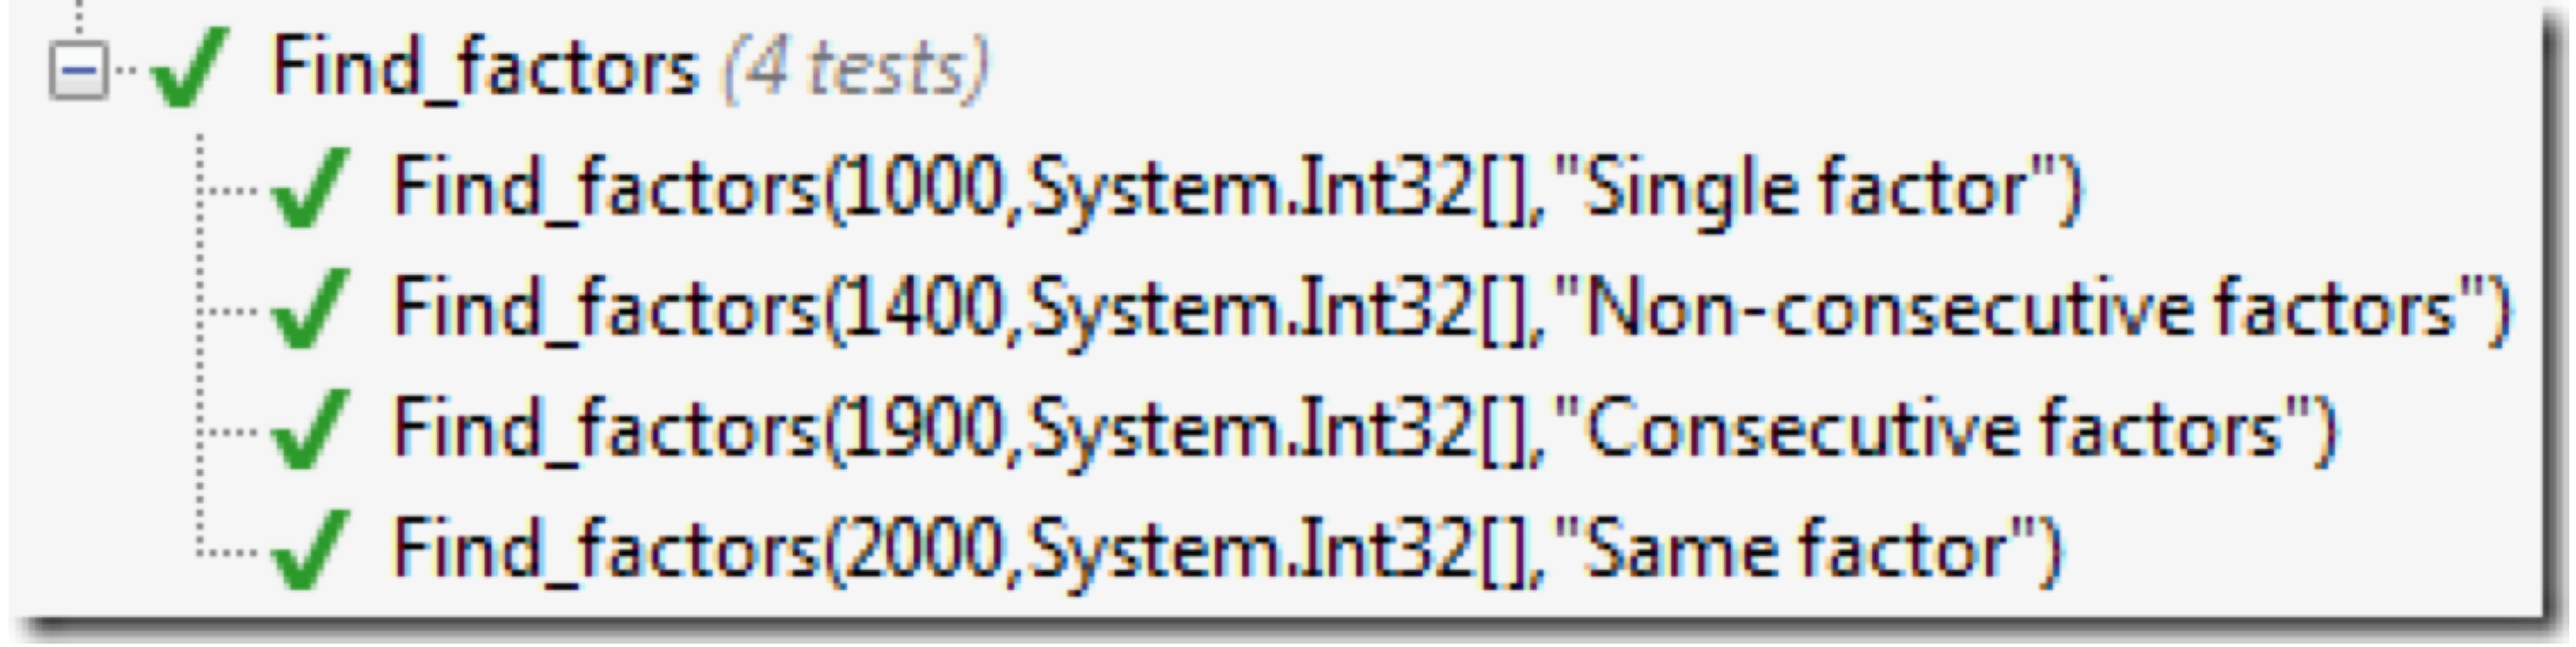 Find_factors (4 tests)
Find_factors(1000,System.Int32[],"Single factor")
Find_factors(1400,System.Int32[],"Non-consecutive factors")
Find_factors(1900,System.Int32[],"Consecutive factors")
Find_factors(2000,System.Int32[],"Same factor")